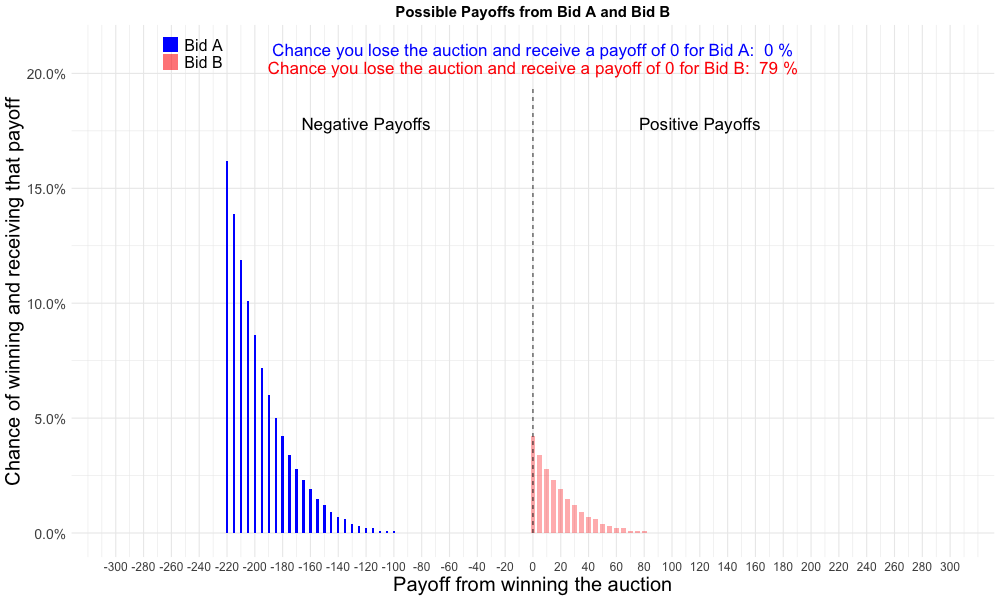 Possible Payoffs from Bid A and Bid B
Bid A
Bid B
Chance you lose the auction and receive a payoff of 0 for Bid A:  0 %
Chance you lose the auction and receive a payoff of 0 for Bid B:  79 %
Negative Payoffs
Positive Payoffs
Chance of winning and receiving that payoff
20.0%
15.0%
10.0%
5.0%
0.0%
-300 -280 -260 -240 -220 -200 -180 -160 -140 -120 -100 -80 -60 -40 -20 0 20 40 60 80 100 120 140 160 180 200 220 240 260 280 300
Payoff from winning the auction